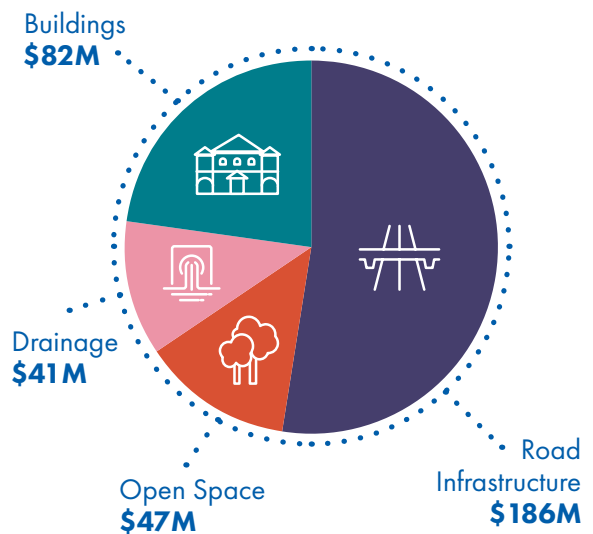 Buildings
$82M
Drainage
$41M
Open Space
$47M
Road
Infrastructure
$186M